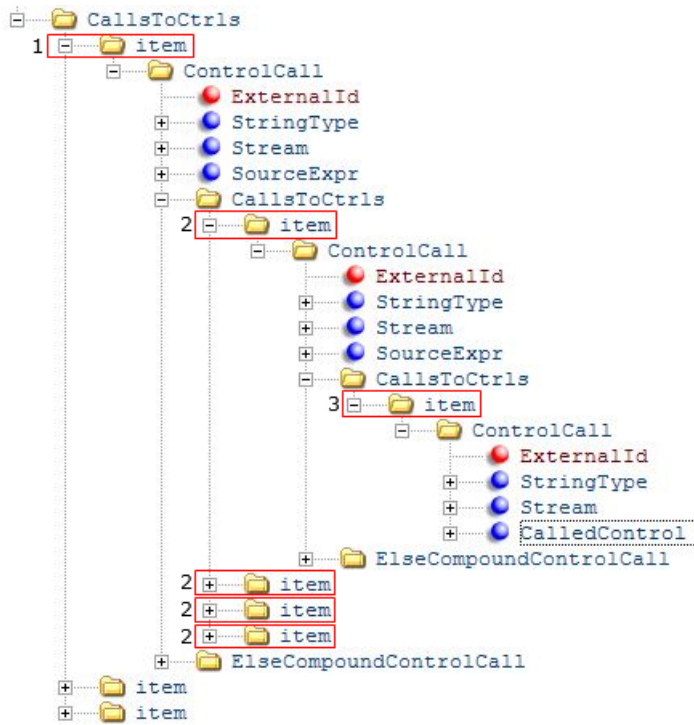 CallsToCtrls
1 item
ControlCall
ExternalId
StringType
Stream
SourceExpr
CallsToCtrls
2 item
ControlCall
ExternalId
StringType
Stream
SourceExpr
CallsToCtrls
3 item
ControlCall
ExternalId
StringType
Stream
CalledControl
ElseCompoundControlCall
2 item
2 item
2 item
ElseCompoundControlCall
item
item